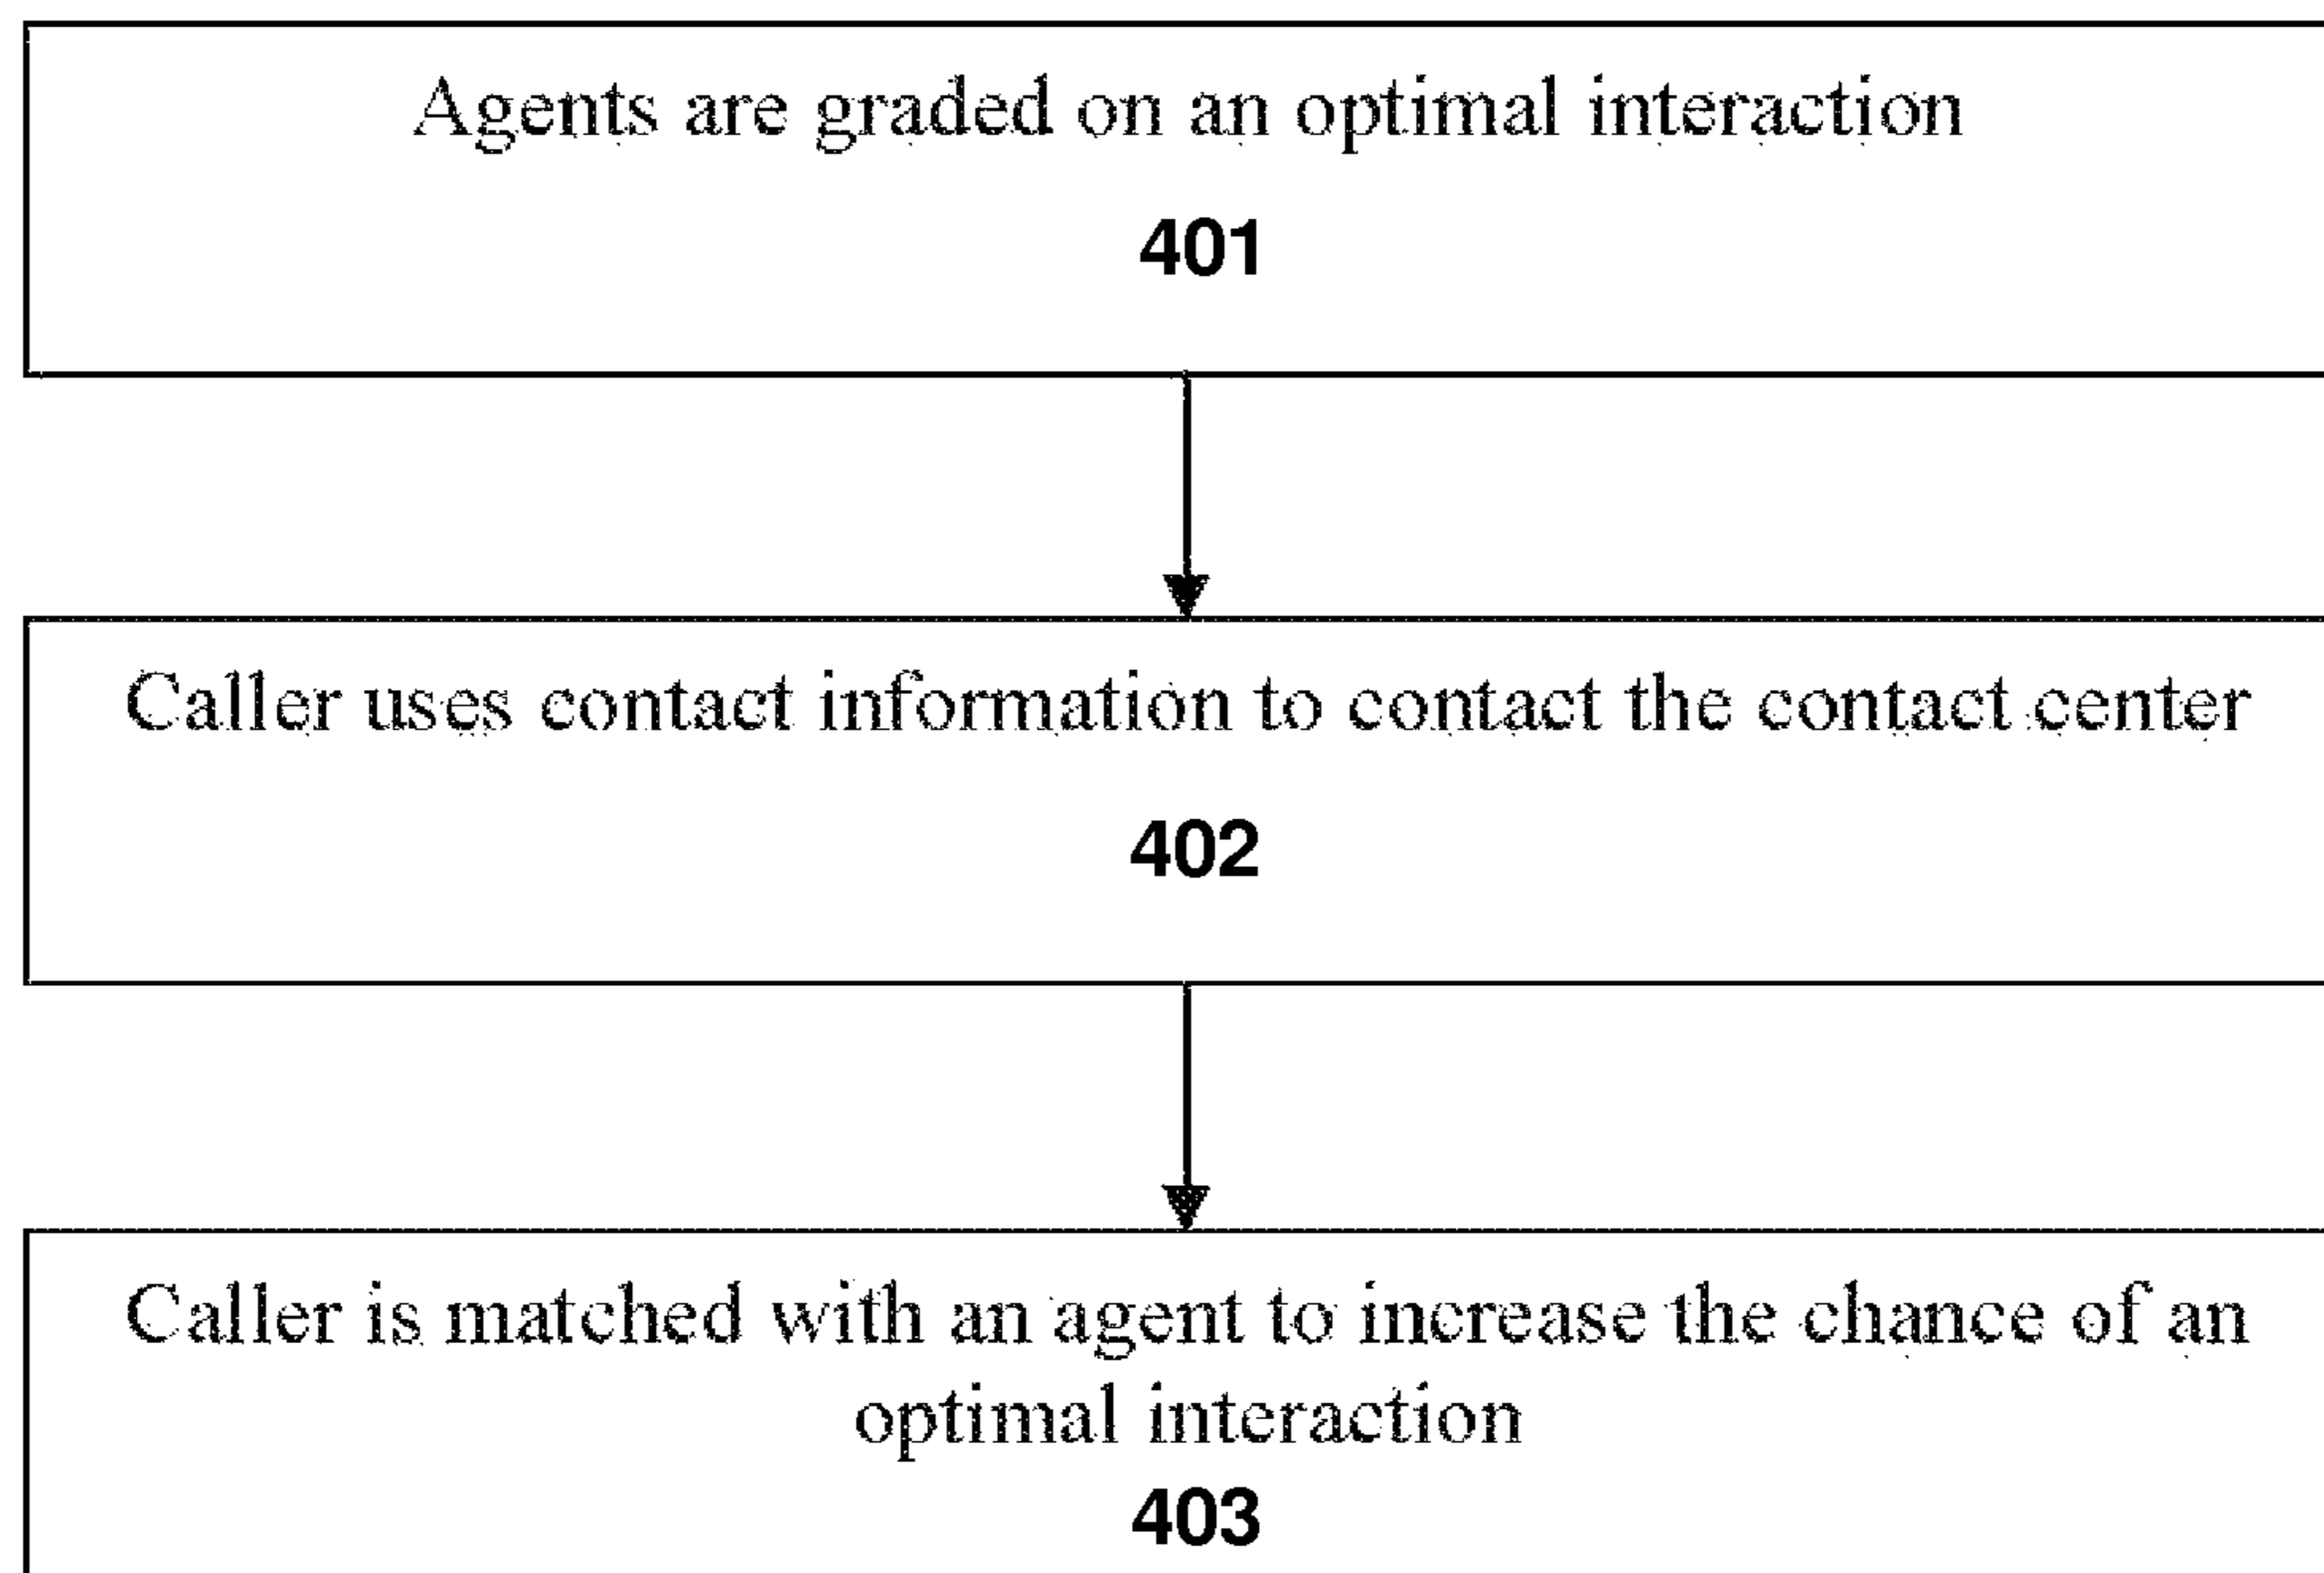 Agents are graded on an optimal interaction
401
Caller uses contact information to contact the contact center
402
Caller is matched with an agent to increase the chance of an
optimal interaction
403